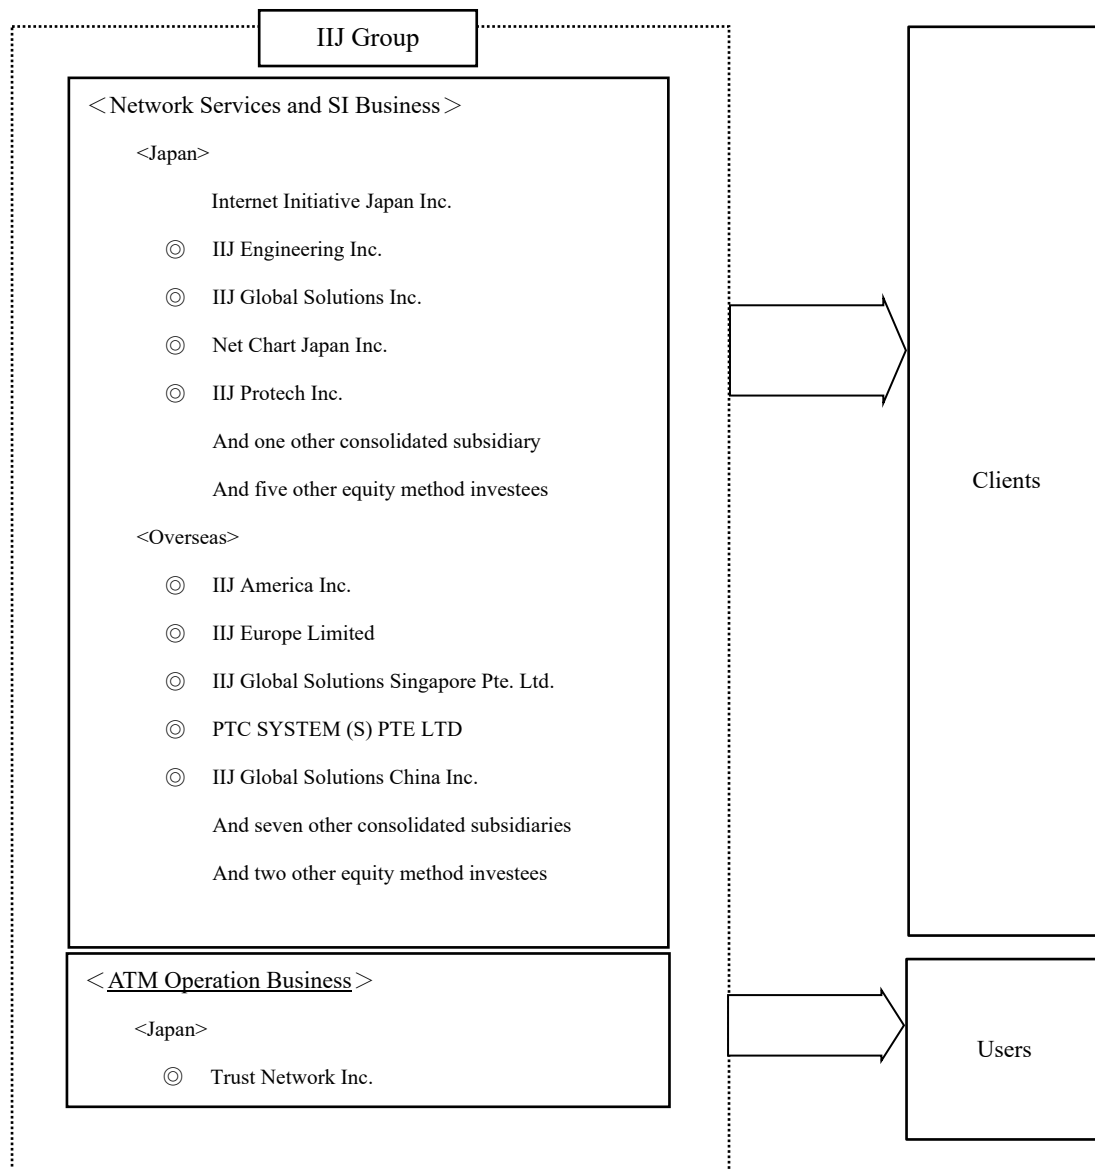 IIJ Group
＜Network Services and SI Business＞
<Japan>
Internet Initiative Japan Inc.
◎ IIJ Engineering Inc.
◎ IIJ Global Solutions Inc.
◎ Net Chart Japan Inc.
◎ IIJ Protech Inc.
And one other consolidated subsidiary
And five other equity method investees
<Overseas>
◎ IIJ America Inc.
◎ IIJ Europe Limited
◎ IIJ Global Solutions Singapore Pte. Ltd.
◎ PTC SYSTEM (S) PTE LTD
◎ IIJ Global Solutions China Inc.
And seven other consolidated subsidiaries
And two other equity method investees
＜ATM Operation Business＞
<Japan>
◎ Trust Network Inc.
Clients
Users